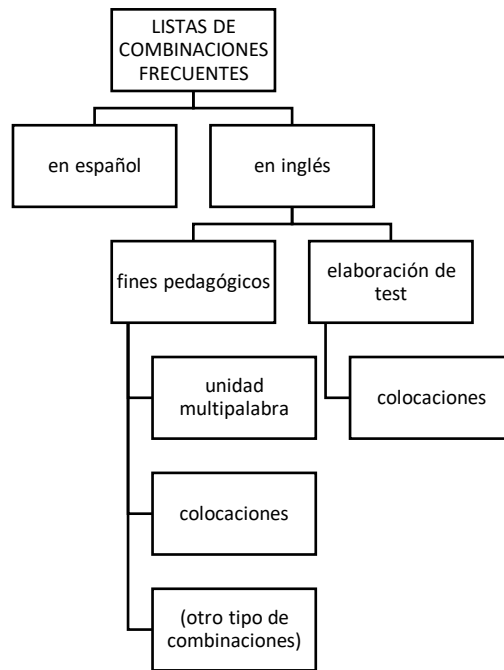 LISTAS DE
COMBINACIONES
FRECUENTES
en español
en inglés
fines pedagógicos
elaboración de
test
unidad
multipalabra
colocaciones
colocaciones
(otro tipo de
combinaciones)